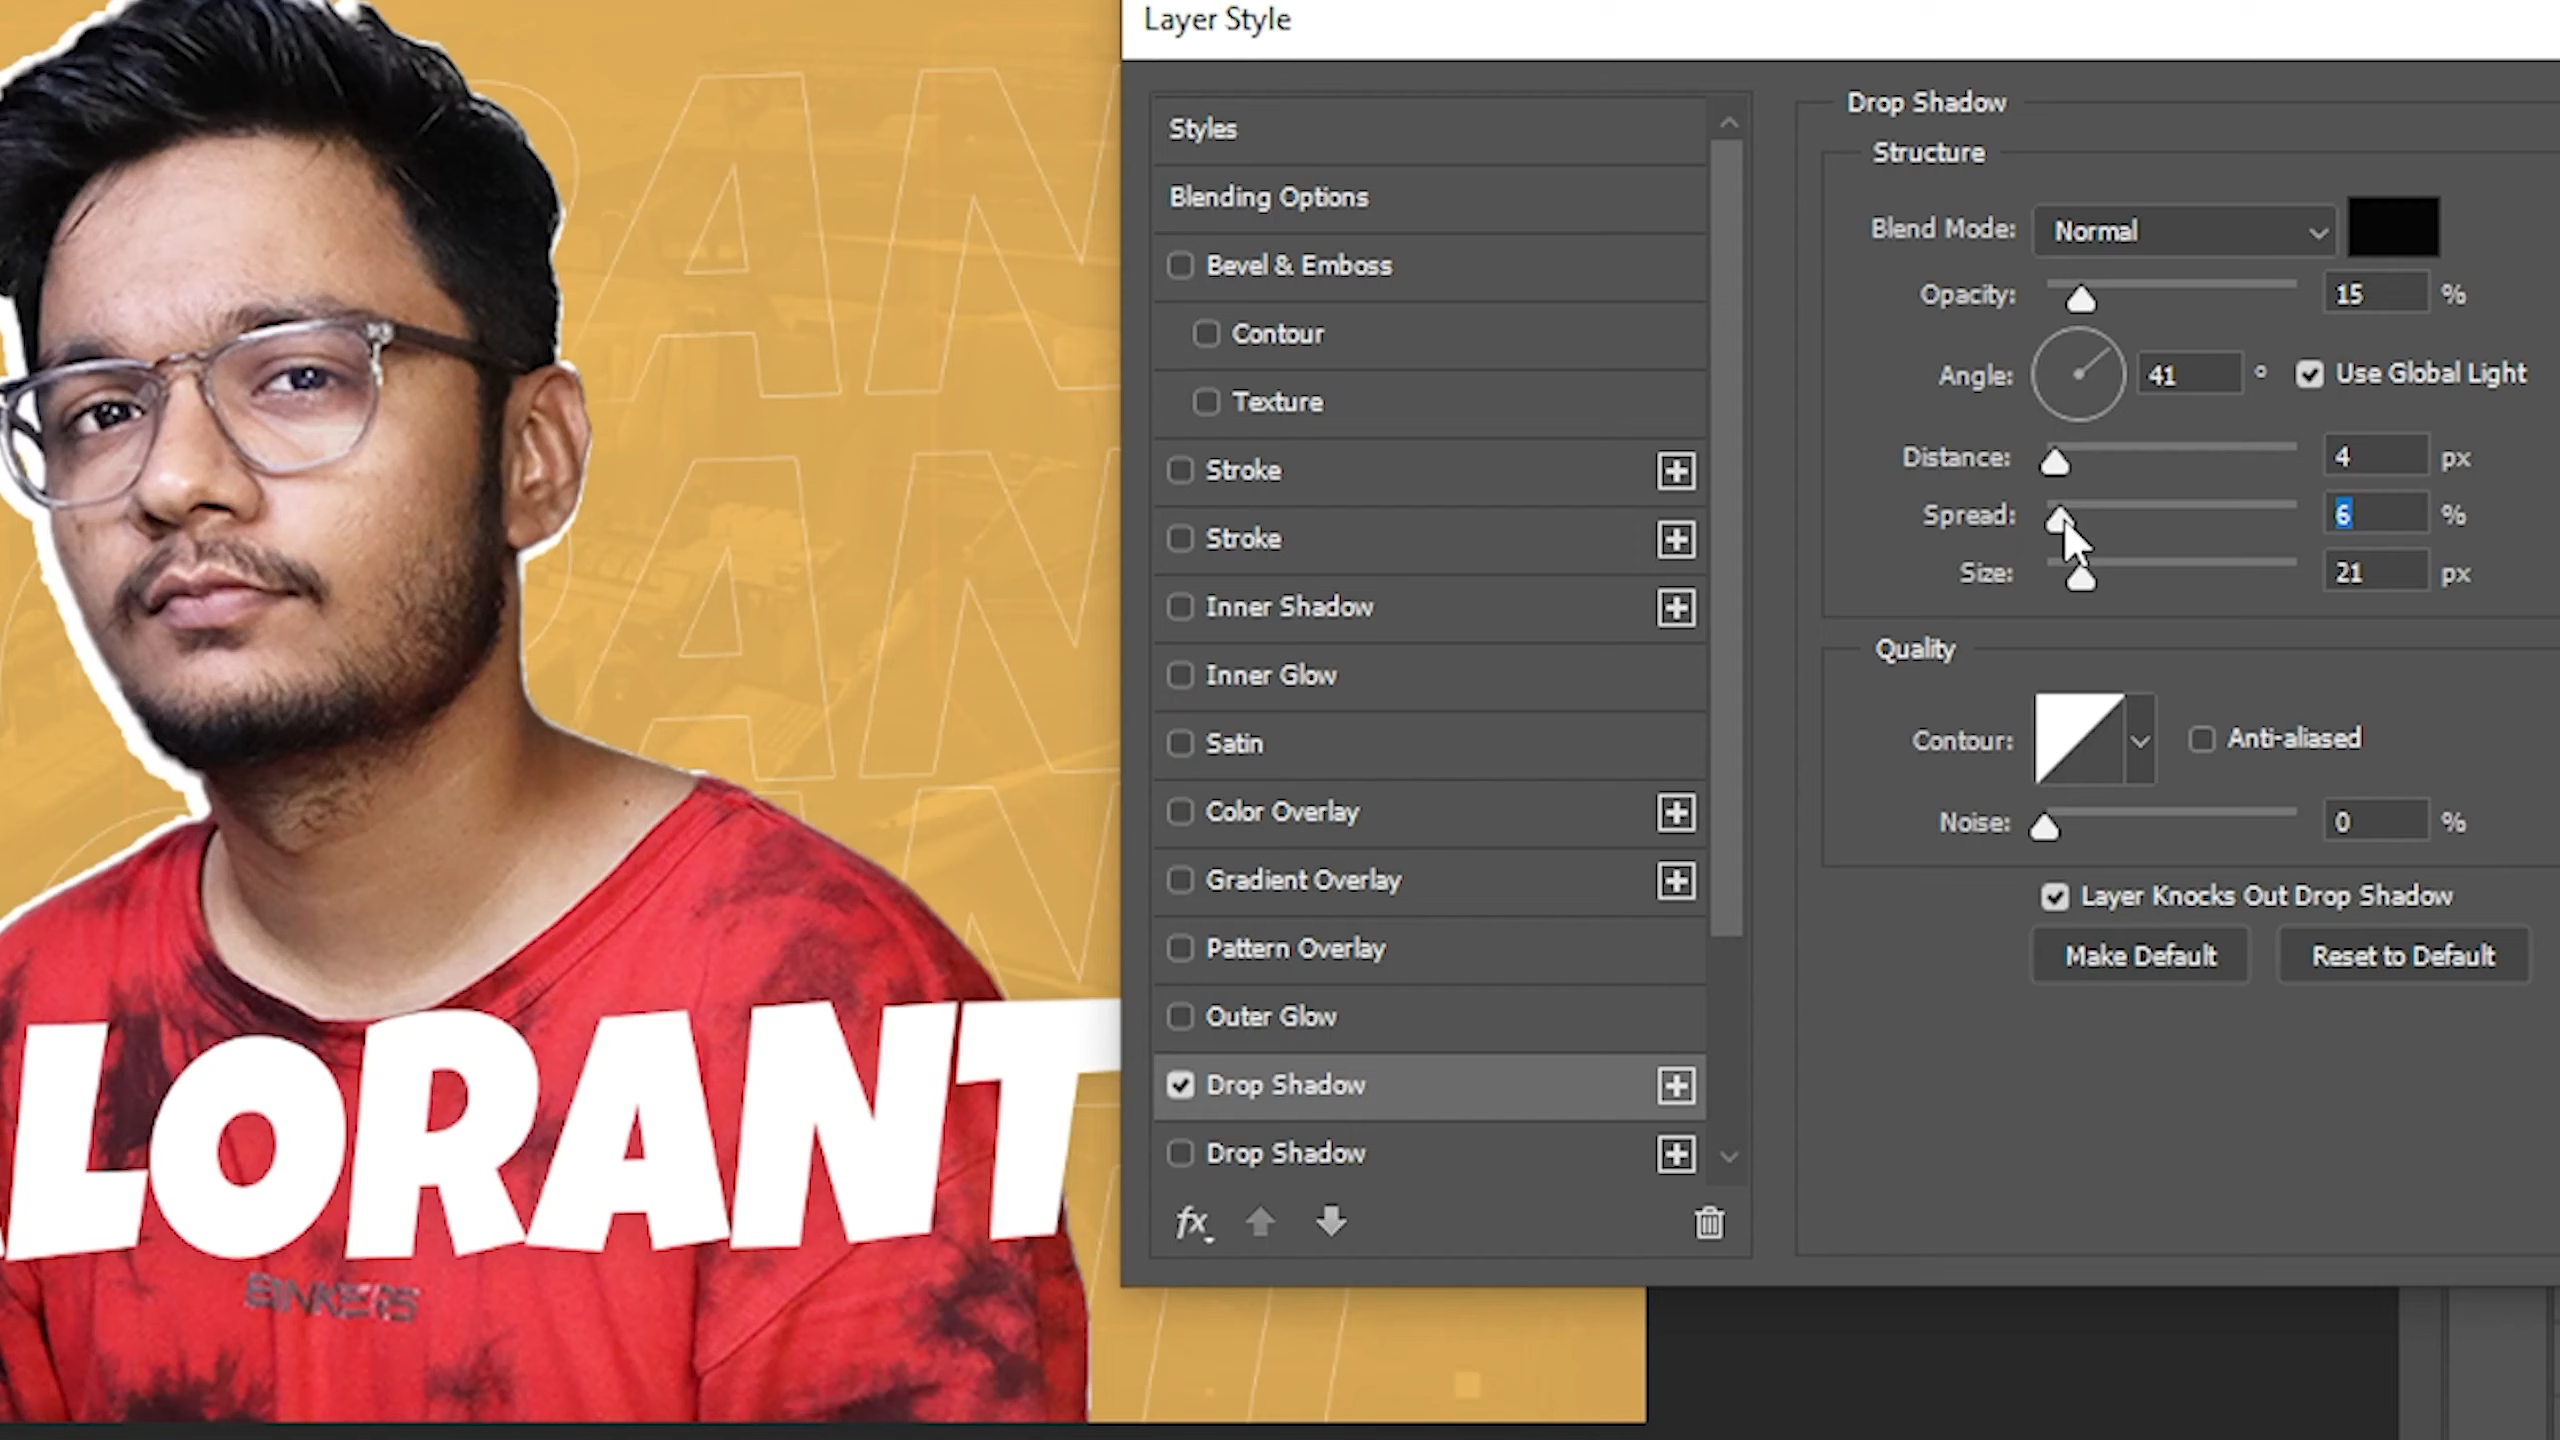 Layer Style
Styles
Blending Options
Bevel & Emboss
Contour
Texture
Stroke
Stroke
Inner Shadow
Inner Glow
Satin
Color Overlay
Gradient Overlay
Pattern Overlay
Outer Glow
Drop Shadow
Drop Shadow
fx
Drop Shadow
Structure
Blend Mode: Normal
Opacity: 15 %
Angle: 41 ° Use Global Light
Distance: 4 px
Spread: 6 %
Size: 21 px
Quality
Contour: Anti-aliased
Noise: 0 %
Layer Knocks Out Drop Shadow
Make Default Reset to Default
RAN
RAN
LORANT